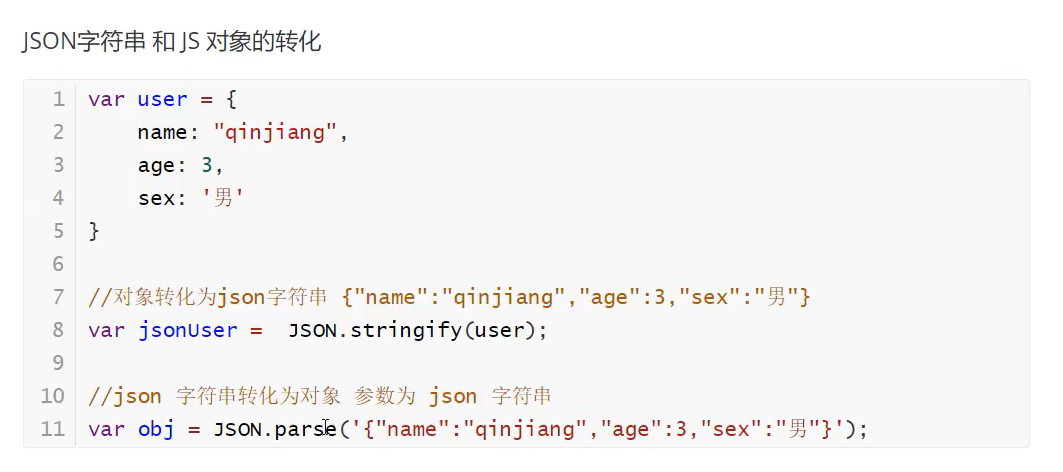 JSON字符串 和 JS 对象的转化
1 var user = {
2     name: "qinjiang",
3     age: 3,
4     sex: '男'
5 }
6
7 //对象转化为json字符串 {"name":"qinjiang","age":3,"sex":"男"}
8 var jsonUser =  JSON.stringify(user);
9
10 //json 字符串转化为对象 参数为 json 字符串
11 var obj = JSON.parse('{"name":"qinjiang","age":3,"sex":"男"}');